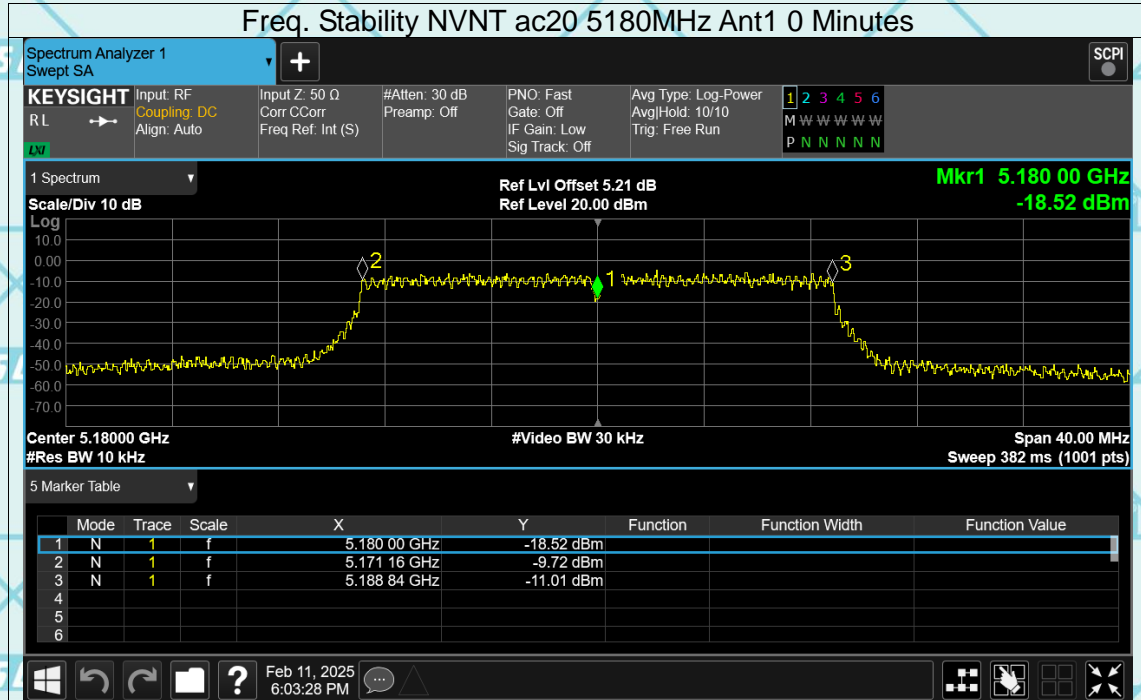 Freq. Stability NVNT ac20 5180MHz Ant1 0 Minutes
Spectrum Analyzer 1
Swept SA
+
SCPI
KEYSIGHT
RL
LXI
Input: RF
Coupling: DC
Align: Auto
Input Z: 50 Ω
Corr CCorr
Freq Ref: Int (S)
#Atten: 30 dB
Preamp: Off
PNO: Fast
Gate: Off
IF Gain: Low
Sig Track: Off
Avg Type: Log-Power
Avg|Hold: 10/10
Trig: Free Run
1 2 3 4 5 6
M W W W W W
P N N N N N
1 Spectrum
Scale/Div 10 dB
Ref Lvl Offset 5.21 dB
Ref Level 20.00 dBm
Mkr1 5.180 00 GHz
-18.52 dBm
Log
10.0
0.00
-10.0
-20.0
-30.0
-40.0
-50.0
-60.0
-70.0
2
1
3
Center 5.18000 GHz
#Video BW 30 kHz
Span 40.00 MHz
#Res BW 10 kHz
Sweep 382 ms (1001 pts)
5 Marker Table
Mode Trace Scale X Y Function Function Width Function Value
1 N 1 f 5.180 00 GHz -18.52 dBm
2 N 1 f 5.171 16 GHz -9.72 dBm
3 N 1 f 5.188 84 GHz -11.01 dBm
4
5
6
?
Feb 11, 2025
6:03:28 PM